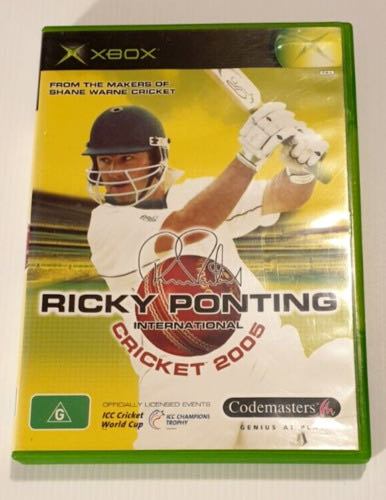 XBOX
FROM THE MAKERS OF
SHANE WARNE CRICKET
RICKY PONTING
INTERNATIONAL
CRICKET 2005
G
OFFICIALLY LICENSED EVENTS
ICC Cricket
World Cup
ICC CHAMPIONS
TROPHY
Codemasters
GENIUS AT PLAY